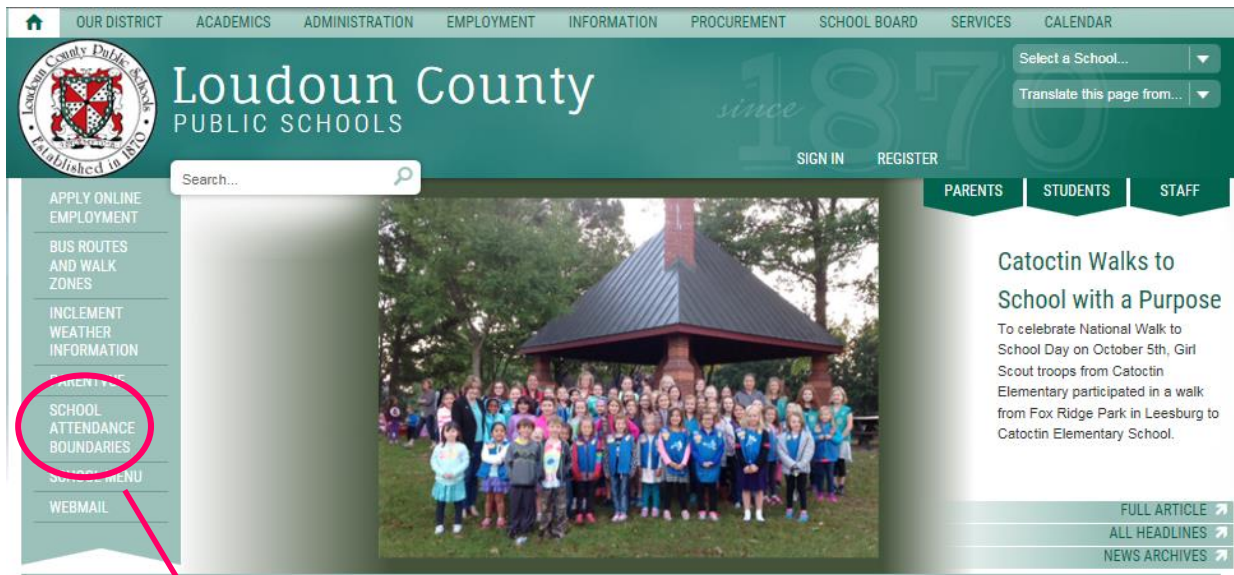 OUR DISTRICT ACADEMICS ADMINISTRATION EMPLOYMENT INFORMATION PROCUREMENT SCHOOL BOARD SERVICES CALENDAR
Loudoun County Public Schools
Established in 1870
Loudoun County
PUBLIC SCHOOLS
since 1870
Select a School...
Translate this page from...
SIGN IN REGISTER
Search...
PARENTS STUDENTS STAFF
APPLY ONLINE
EMPLOYMENT
BUS ROUTES
AND WALK
ZONES
INCLEMENT
WEATHER
INFORMATION
PARENTVUE
SCHOOL
ATTENDANCE
BOUNDARIES
SCHOOL MENU
WEBMAIL
Catoctin Walks to
School with a Purpose
To celebrate National Walk to
School Day on October 5th, Girl
Scout troops from Catoctin
Elementary participated in a walk
from Fox Ridge Park in Leesburg to
Catoctin Elementary School.
FULL ARTICLE
ALL HEADLINES
NEWS ARCHIVES